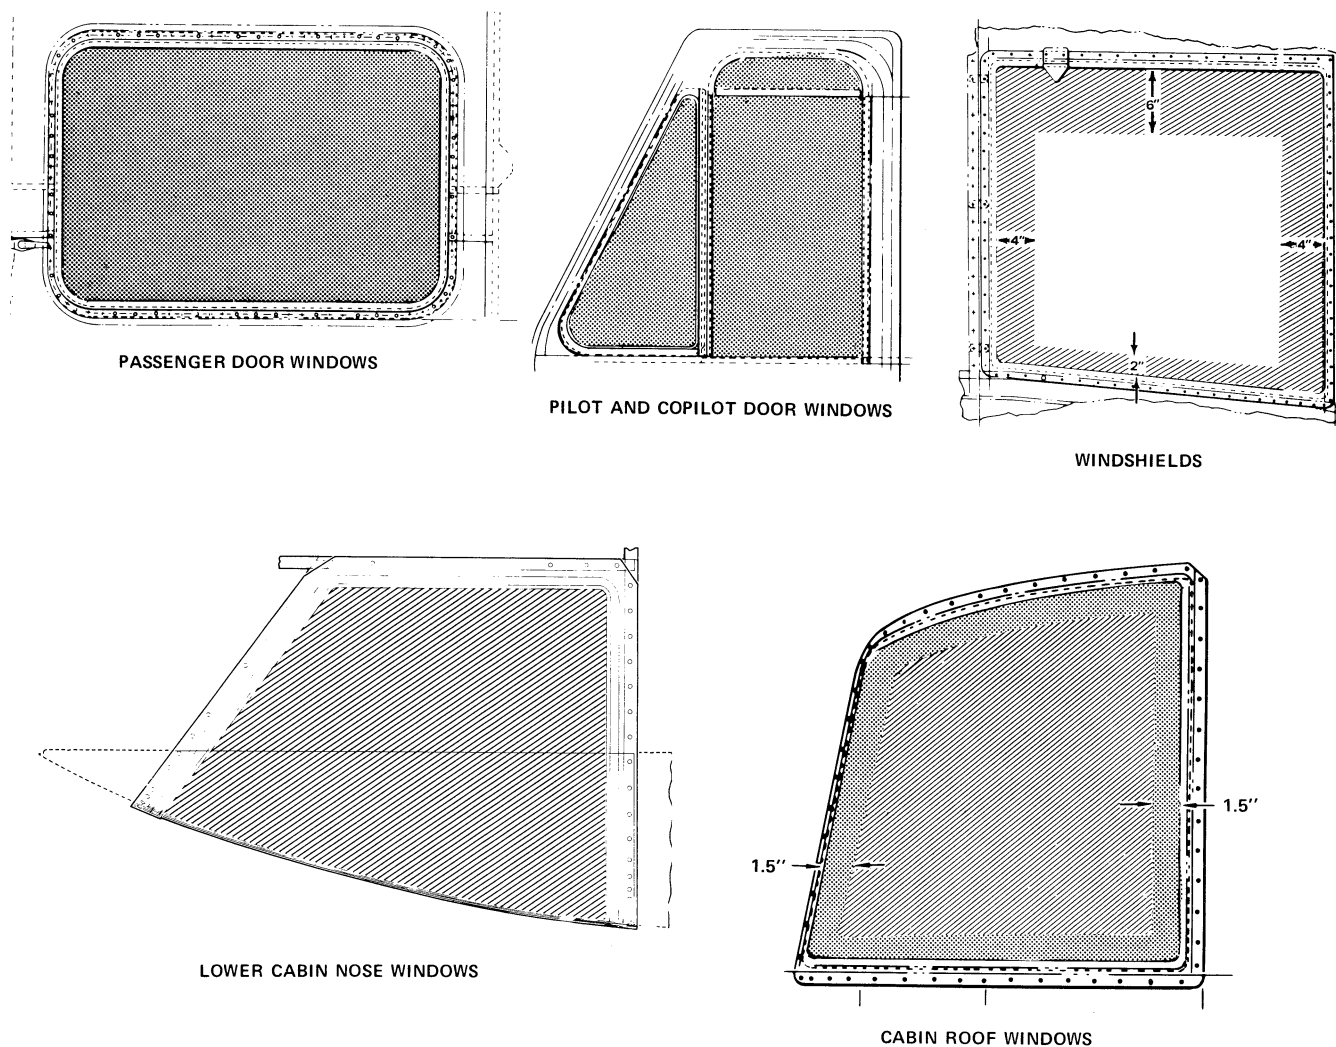 6"
4"
4"
2"
PASSENGER DOOR WINDOWS
PILOT AND COPILOT DOOR WINDOWS
WINDSHIELDS
1.5"
1.5"
LOWER CABIN NOSE WINDOWS
CABIN ROOF WINDOWS